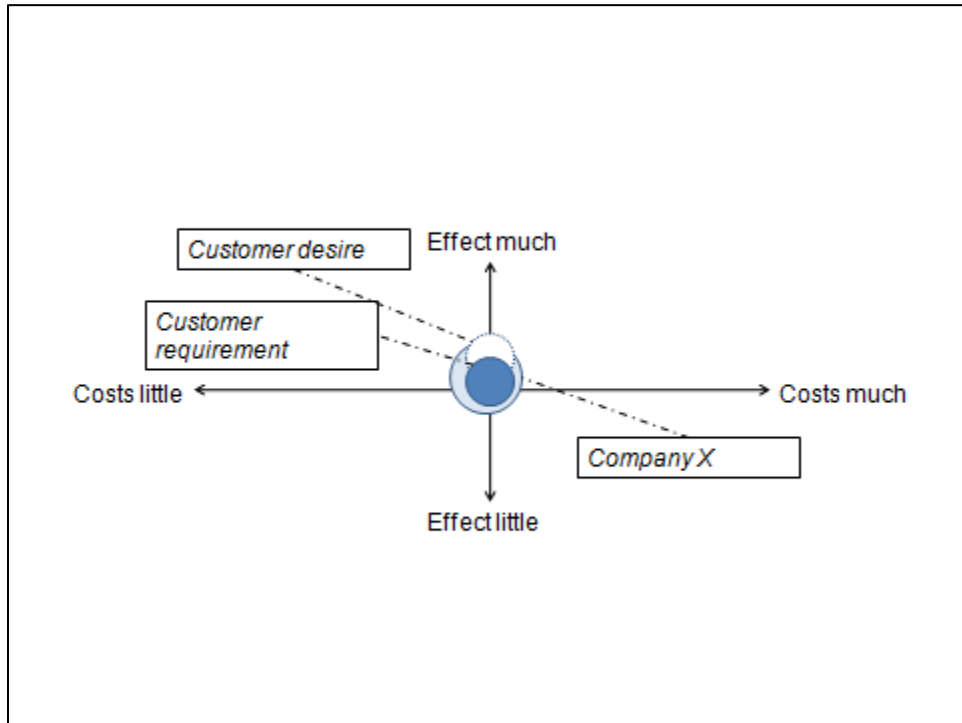 Customer desire
Effect much
Customer
requirement
Costs little
Costs much
Company X
Effect little